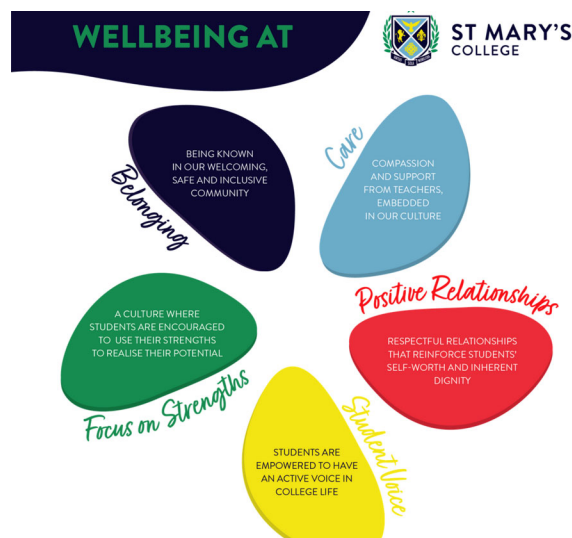 WELLBEING AT
ST MARY'S
COLLEGE
Belonging
BEING KNOWN
IN OUR WELCOMING,
SAFE AND INCLUSIVE
COMMUNITY
Care
COMPASSION
AND SUPPORT
FROM TEACHERS,
EMBEDDED
IN OUR CULTURE
Positive Relationships
RESPECTFUL RELATIONSHIPS
THAT REINFORCE STUDENTS'
SELF-WORTH AND INHERENT
DIGNITY
A CULTURE WHERE
STUDENTS ARE ENCOURAGED
TO USE THEIR STRENGTHS
TO REALISE THEIR POTENTIAL
Focus on Strengths
Student Voice
STUDENTS ARE
EMPOWERED TO HAVE
AN ACTIVE VOICE IN
COLLEGE LIFE